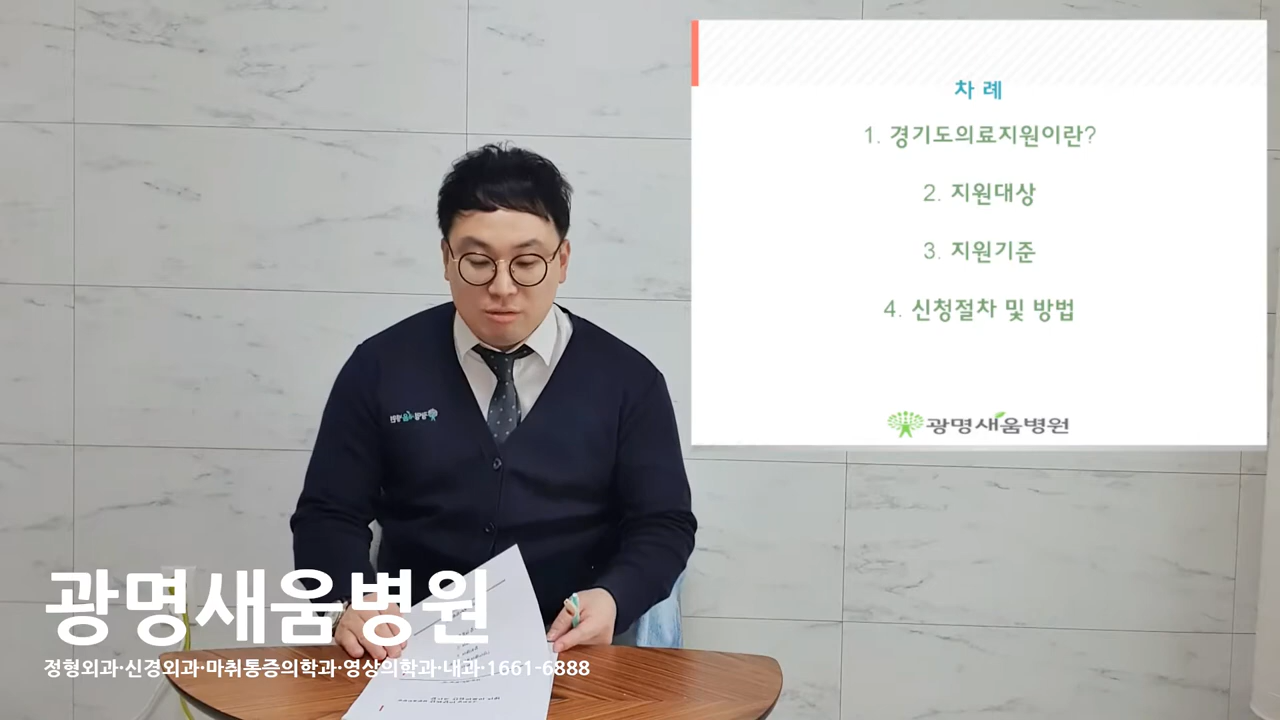 차 례
1. 경기도의료지원이란?
2. 지원대상
3. 지원기준
4. 신청절차 및 방법
광명새움병원
광명새움병원
정형외과·신경외과·마취통증의학과·영상의학과·내과·1661-6888